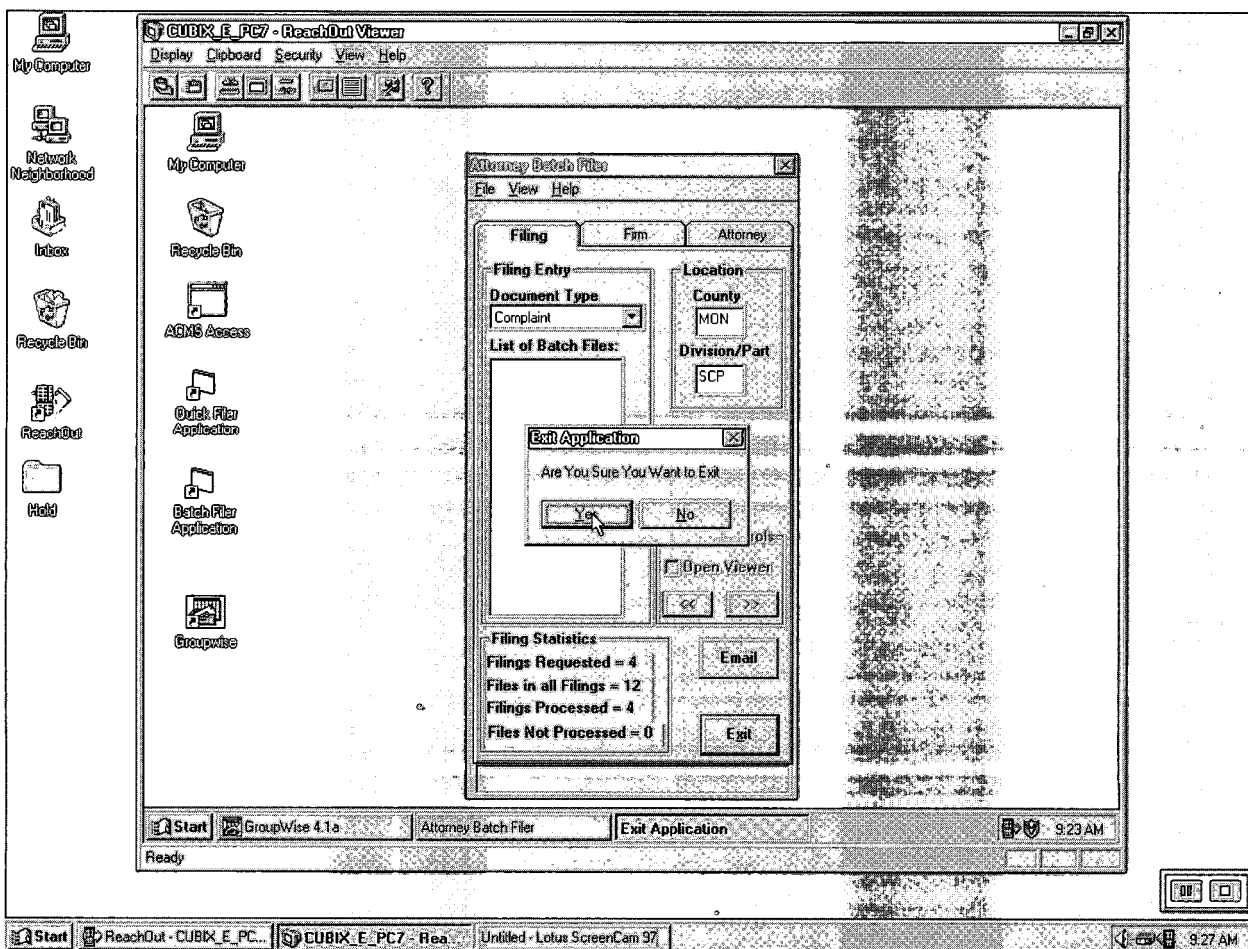 My Computer
Network
Neighborhood
Inbox
Recycle Bin
ReachOut
Hold
CUBIX_E_PC7 - ReachOut Viewer
Display Clipboard Security View Help
My Computer
Recycle Bin
ACMS Access
Quick Filer
Application
Batch Filer
Application
Groupwise
Attorney Batch Filer
File View Help
Filing Firm Attorney
Filing Entry
Document Type
Complaint
List of Batch Files:
Location
County
MON
Division/Part
SCP
Exit Application
Are You Sure You Want to Exit
Yes No
Open Viewer
<< >>
Filing Statistics
Filings Requested = 4
Files in all Filings = 12
Filings Processed = 4
Files Not Processed = 0
Email
Exit
Start GroupWise 4.1a Attorney Batch Filer Exit Application 9:23 AM
Ready
Start ReachOut - CUBIX_E_PC... CUBIX_E_PC7 - Rea... Untitled - Lotus ScreenCam 97 9:27 AM